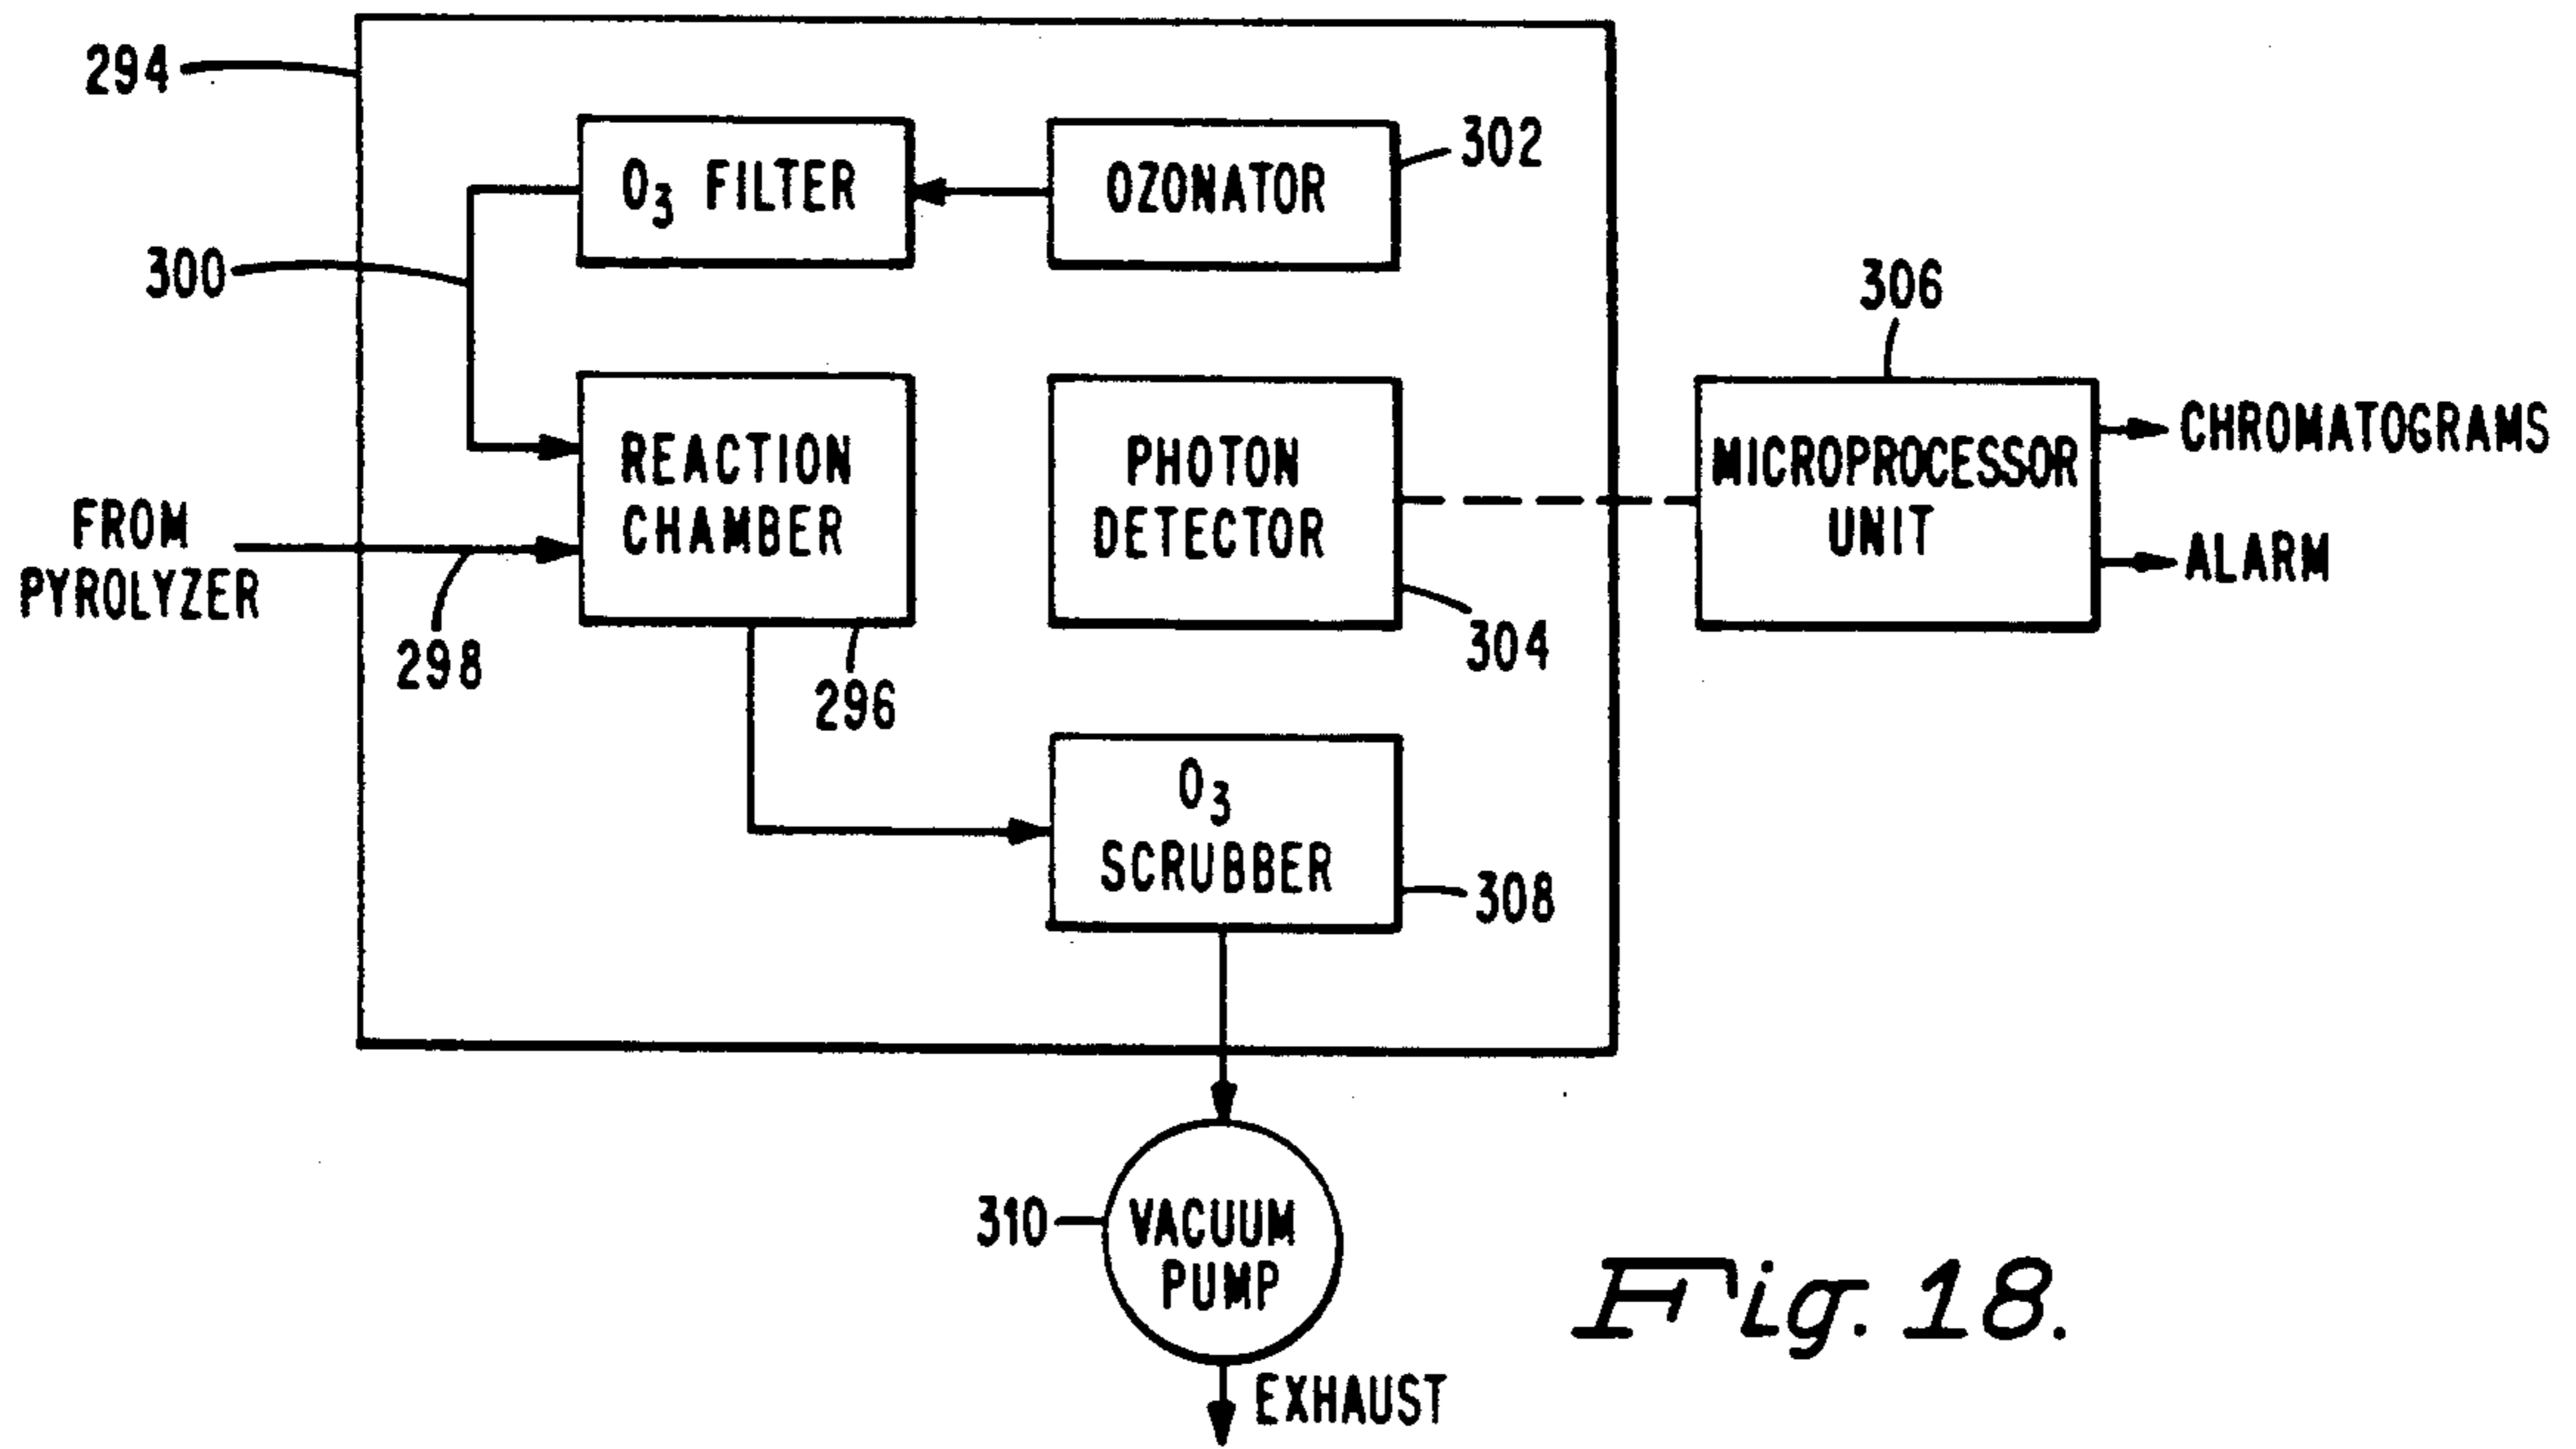 294
O3 FILTER
OZONATOR
302
300
306
REACTION
CHAMBER
PHOTON
DETECTOR
MICROPROCESSOR
UNIT
CHROMATOGRAMS
ALARM
FROM
PYROLYZER
298
296
304
O3
SCRUBBER
308
310
VACUUM
PUMP
EXHAUST
Fig. 18.